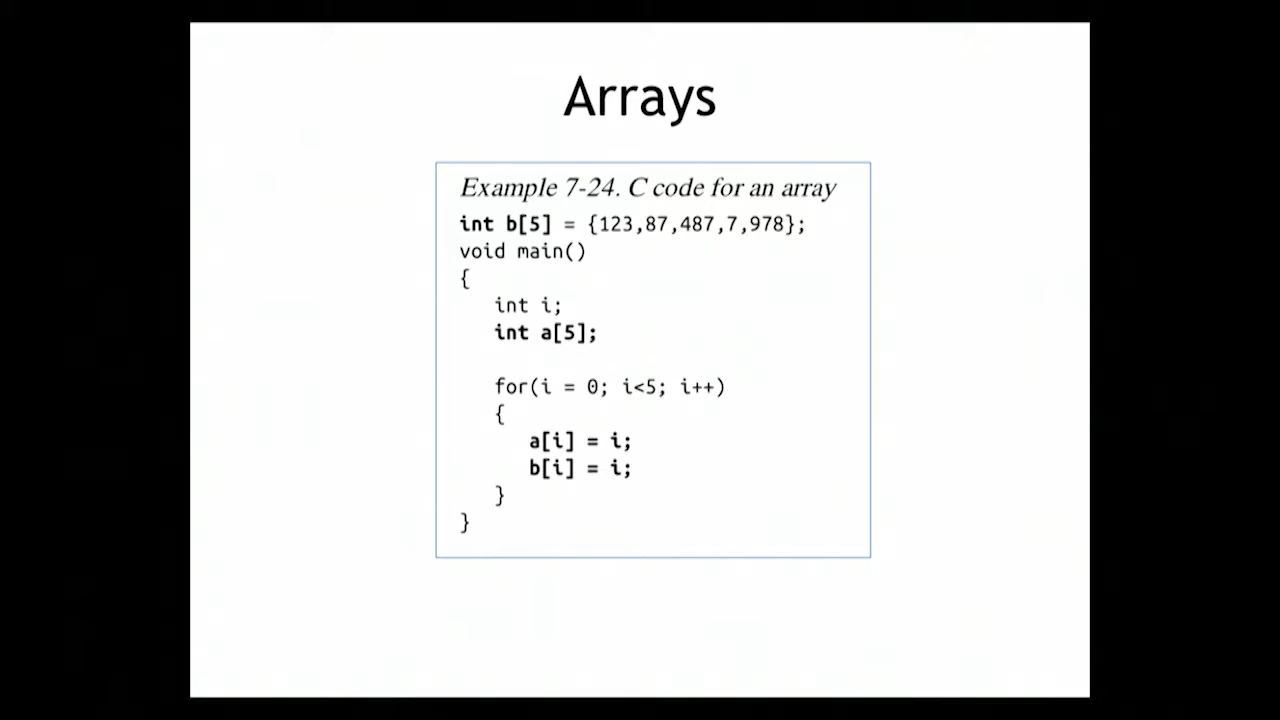 Arrays
Example 7-24. C code for an array
int b[5] = {123,87,487,7,978};
void main()
{
int i;
int a[5];
for(i = 0; i<5; i++)
{
a[i] = i;
b[i] = i;
}
}